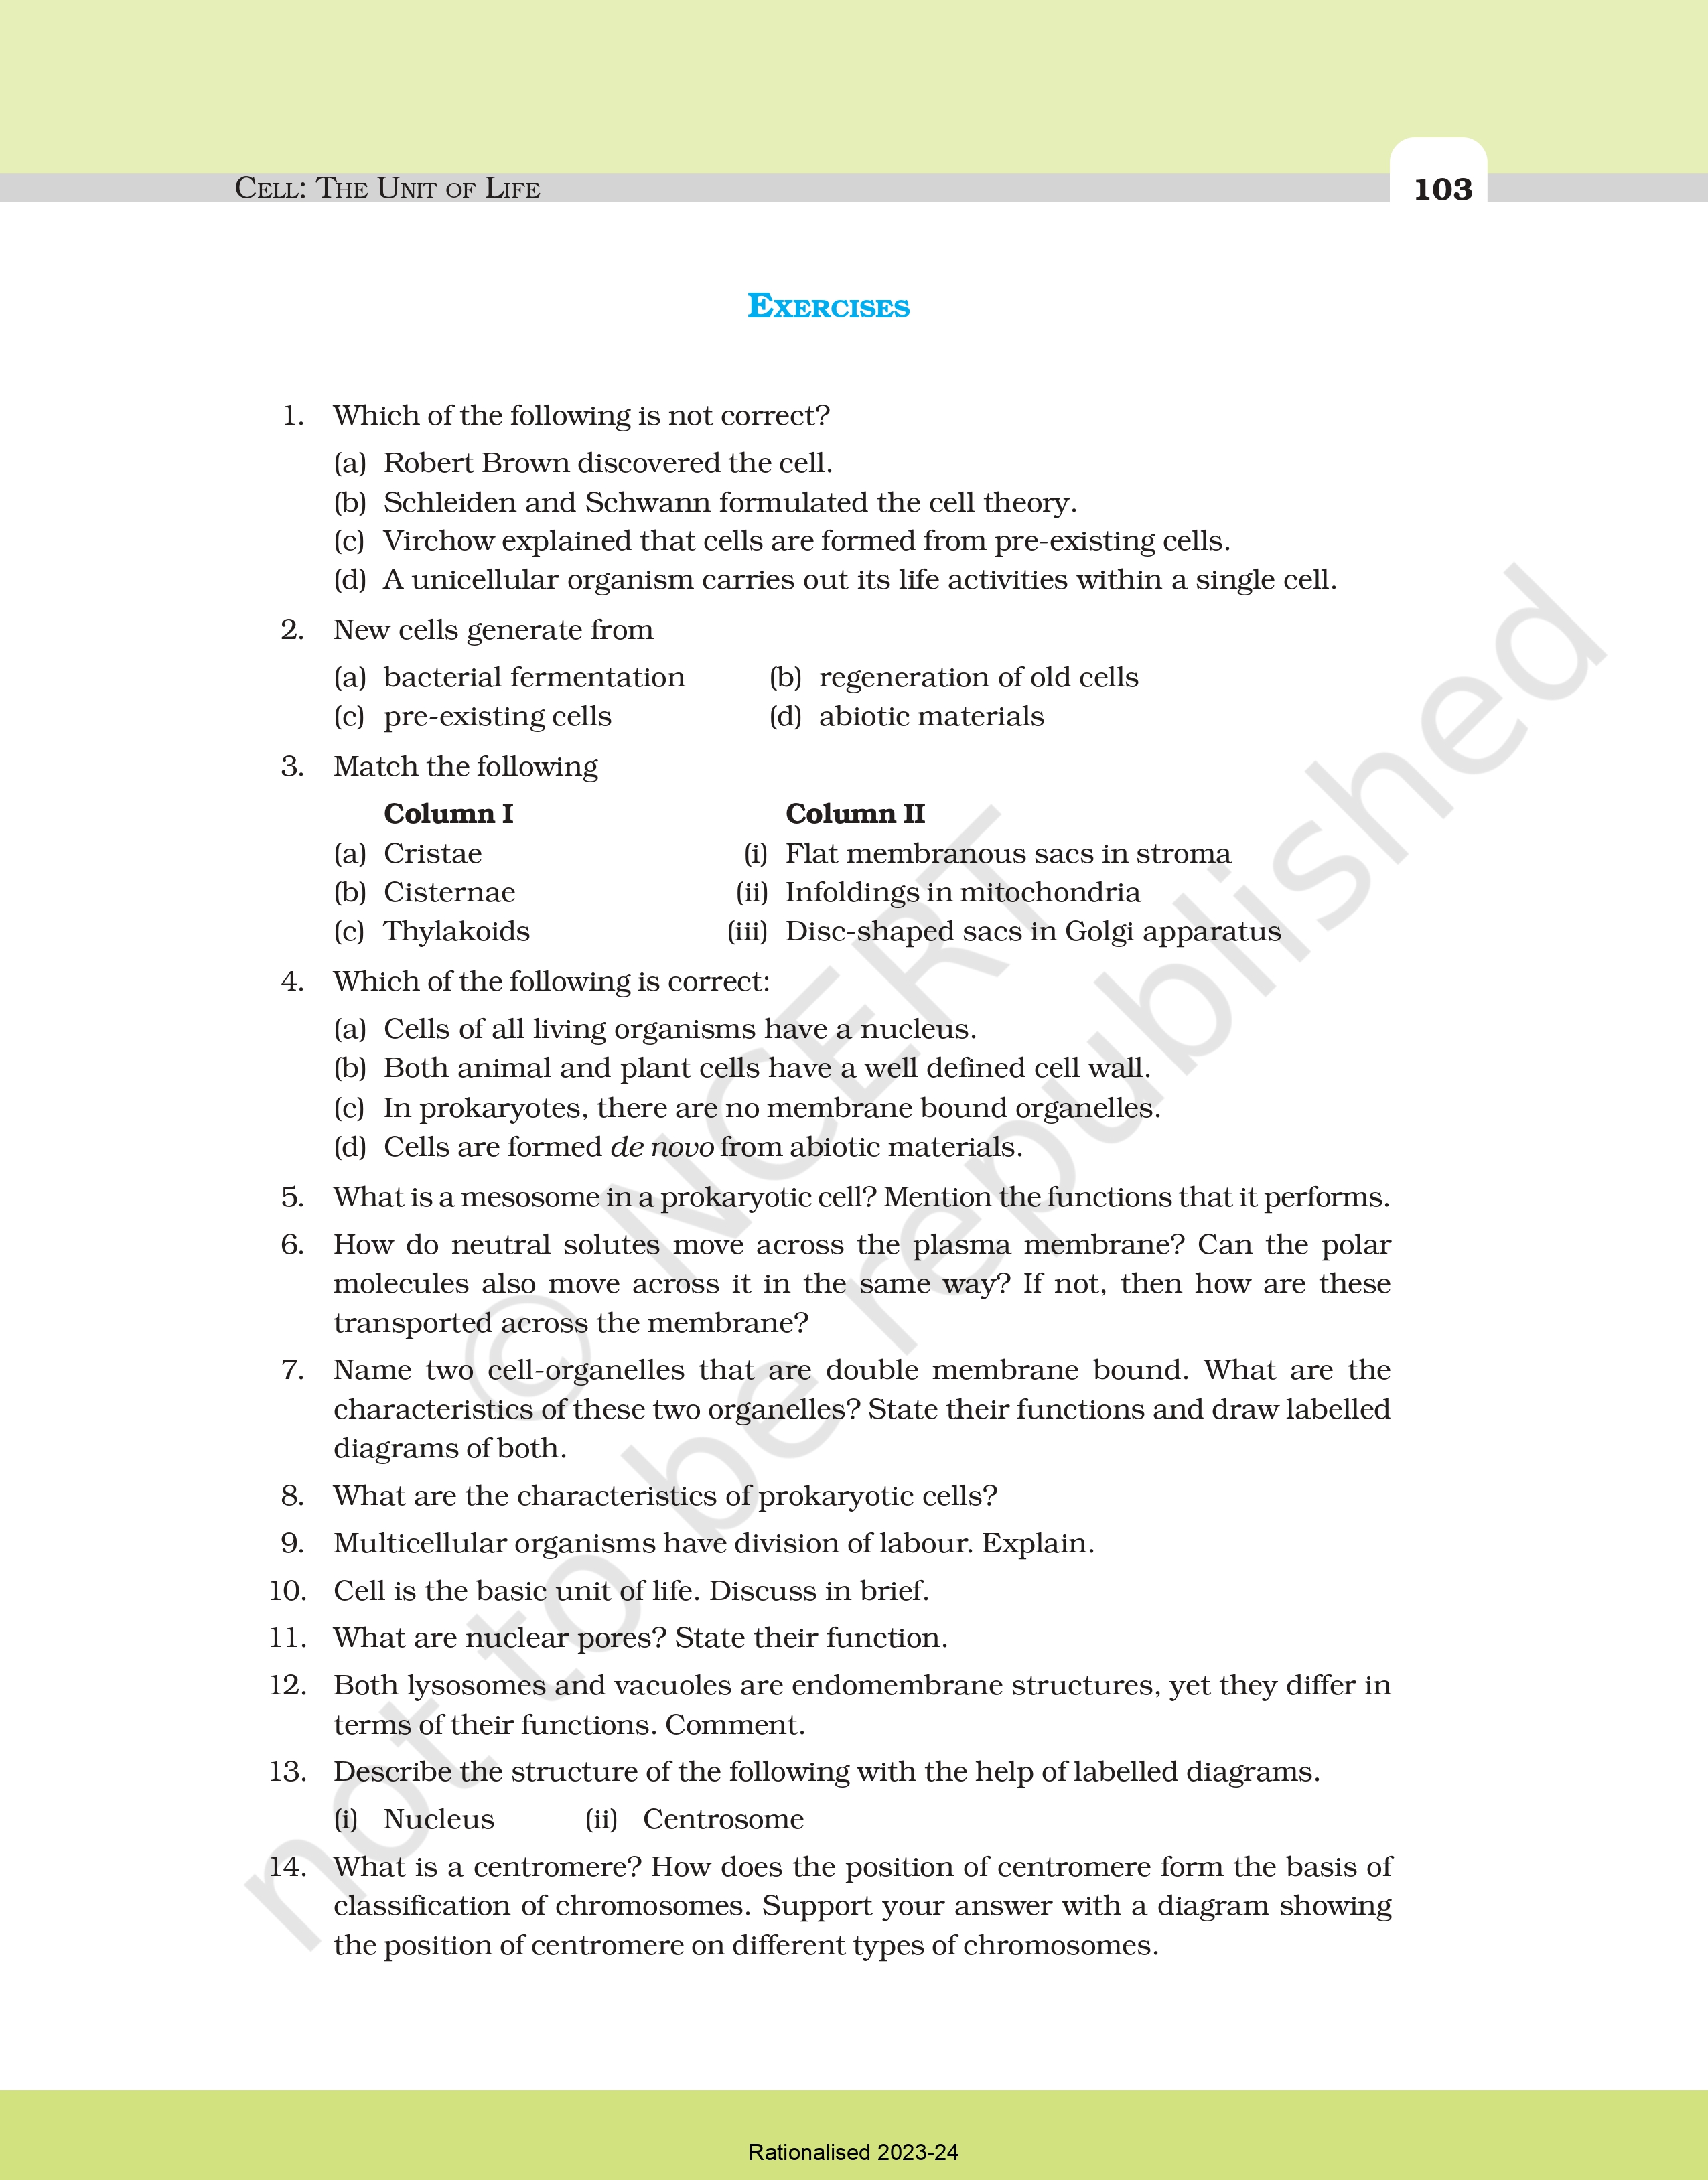 CELL: THE UNIT OF LIFE
103
EXERCISES
1. Which of the following is not correct?
(a) Robert Brown discovered the cell.
(b) Schleiden and Schwann formulated the cell theory.
(c) Virchow explained that cells are formed from pre-existing cells.
(d) A unicellular organism carries out its life activities within a single cell.
2. New cells generate from
(a) bacterial fermentation (b) regeneration of old cells
(c) pre-existing cells (d) abiotic materials
3. Match the following
Column I Column II
(a) Cristae (i) Flat membranous sacs in stroma
(b) Cisternae (ii) Infoldings in mitochondria
(c) Thylakoids (iii) Disc-shaped sacs in Golgi apparatus
4. Which of the following is correct:
(a) Cells of all living organisms have a nucleus.
(b) Both animal and plant cells have a well defined cell wall.
(c) In prokaryotes, there are no membrane bound organelles.
(d) Cells are formed de novo from abiotic materials.
5. What is a mesosome in a prokaryotic cell? Mention the functions that it performs.
6. How do neutral solutes move across the plasma membrane? Can the polar
molecules also move across it in the same way? If not, then how are these
transported across the membrane?
7. Name two cell-organelles that are double membrane bound. What are the
characteristics of these two organelles? State their functions and draw labelled
diagrams of both.
8. What are the characteristics of prokaryotic cells?
9. Multicellular organisms have division of labour. Explain.
10. Cell is the basic unit of life. Discuss in brief.
11. What are nuclear pores? State their function.
12. Both lysosomes and vacuoles are endomembrane structures, yet they differ in
terms of their functions. Comment.
13. Describe the structure of the following with the help of labelled diagrams.
(i) Nucleus (ii) Centrosome
14. What is a centromere? How does the position of centromere form the basis of
classification of chromosomes. Support your answer with a diagram showing
the position of centromere on different types of chromosomes.
© NCERT
not to be republished
Rationalised 2023-24